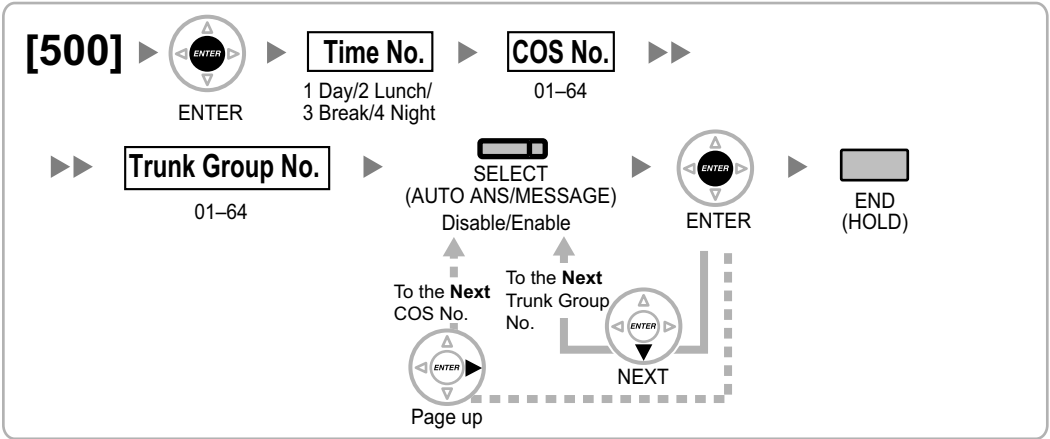 [500]
ENTER
ENTER
Time No.
1 Day/2 Lunch/
3 Break/4 Night
COS No.
01–64
Trunk Group No.
01–64
SELECT
(AUTO ANS/MESSAGE)
Disable/Enable
ENTER
ENTER
END
(HOLD)
To the Next
COS No.
To the Next
Trunk Group
No.
ENTER
NEXT
ENTER
Page up